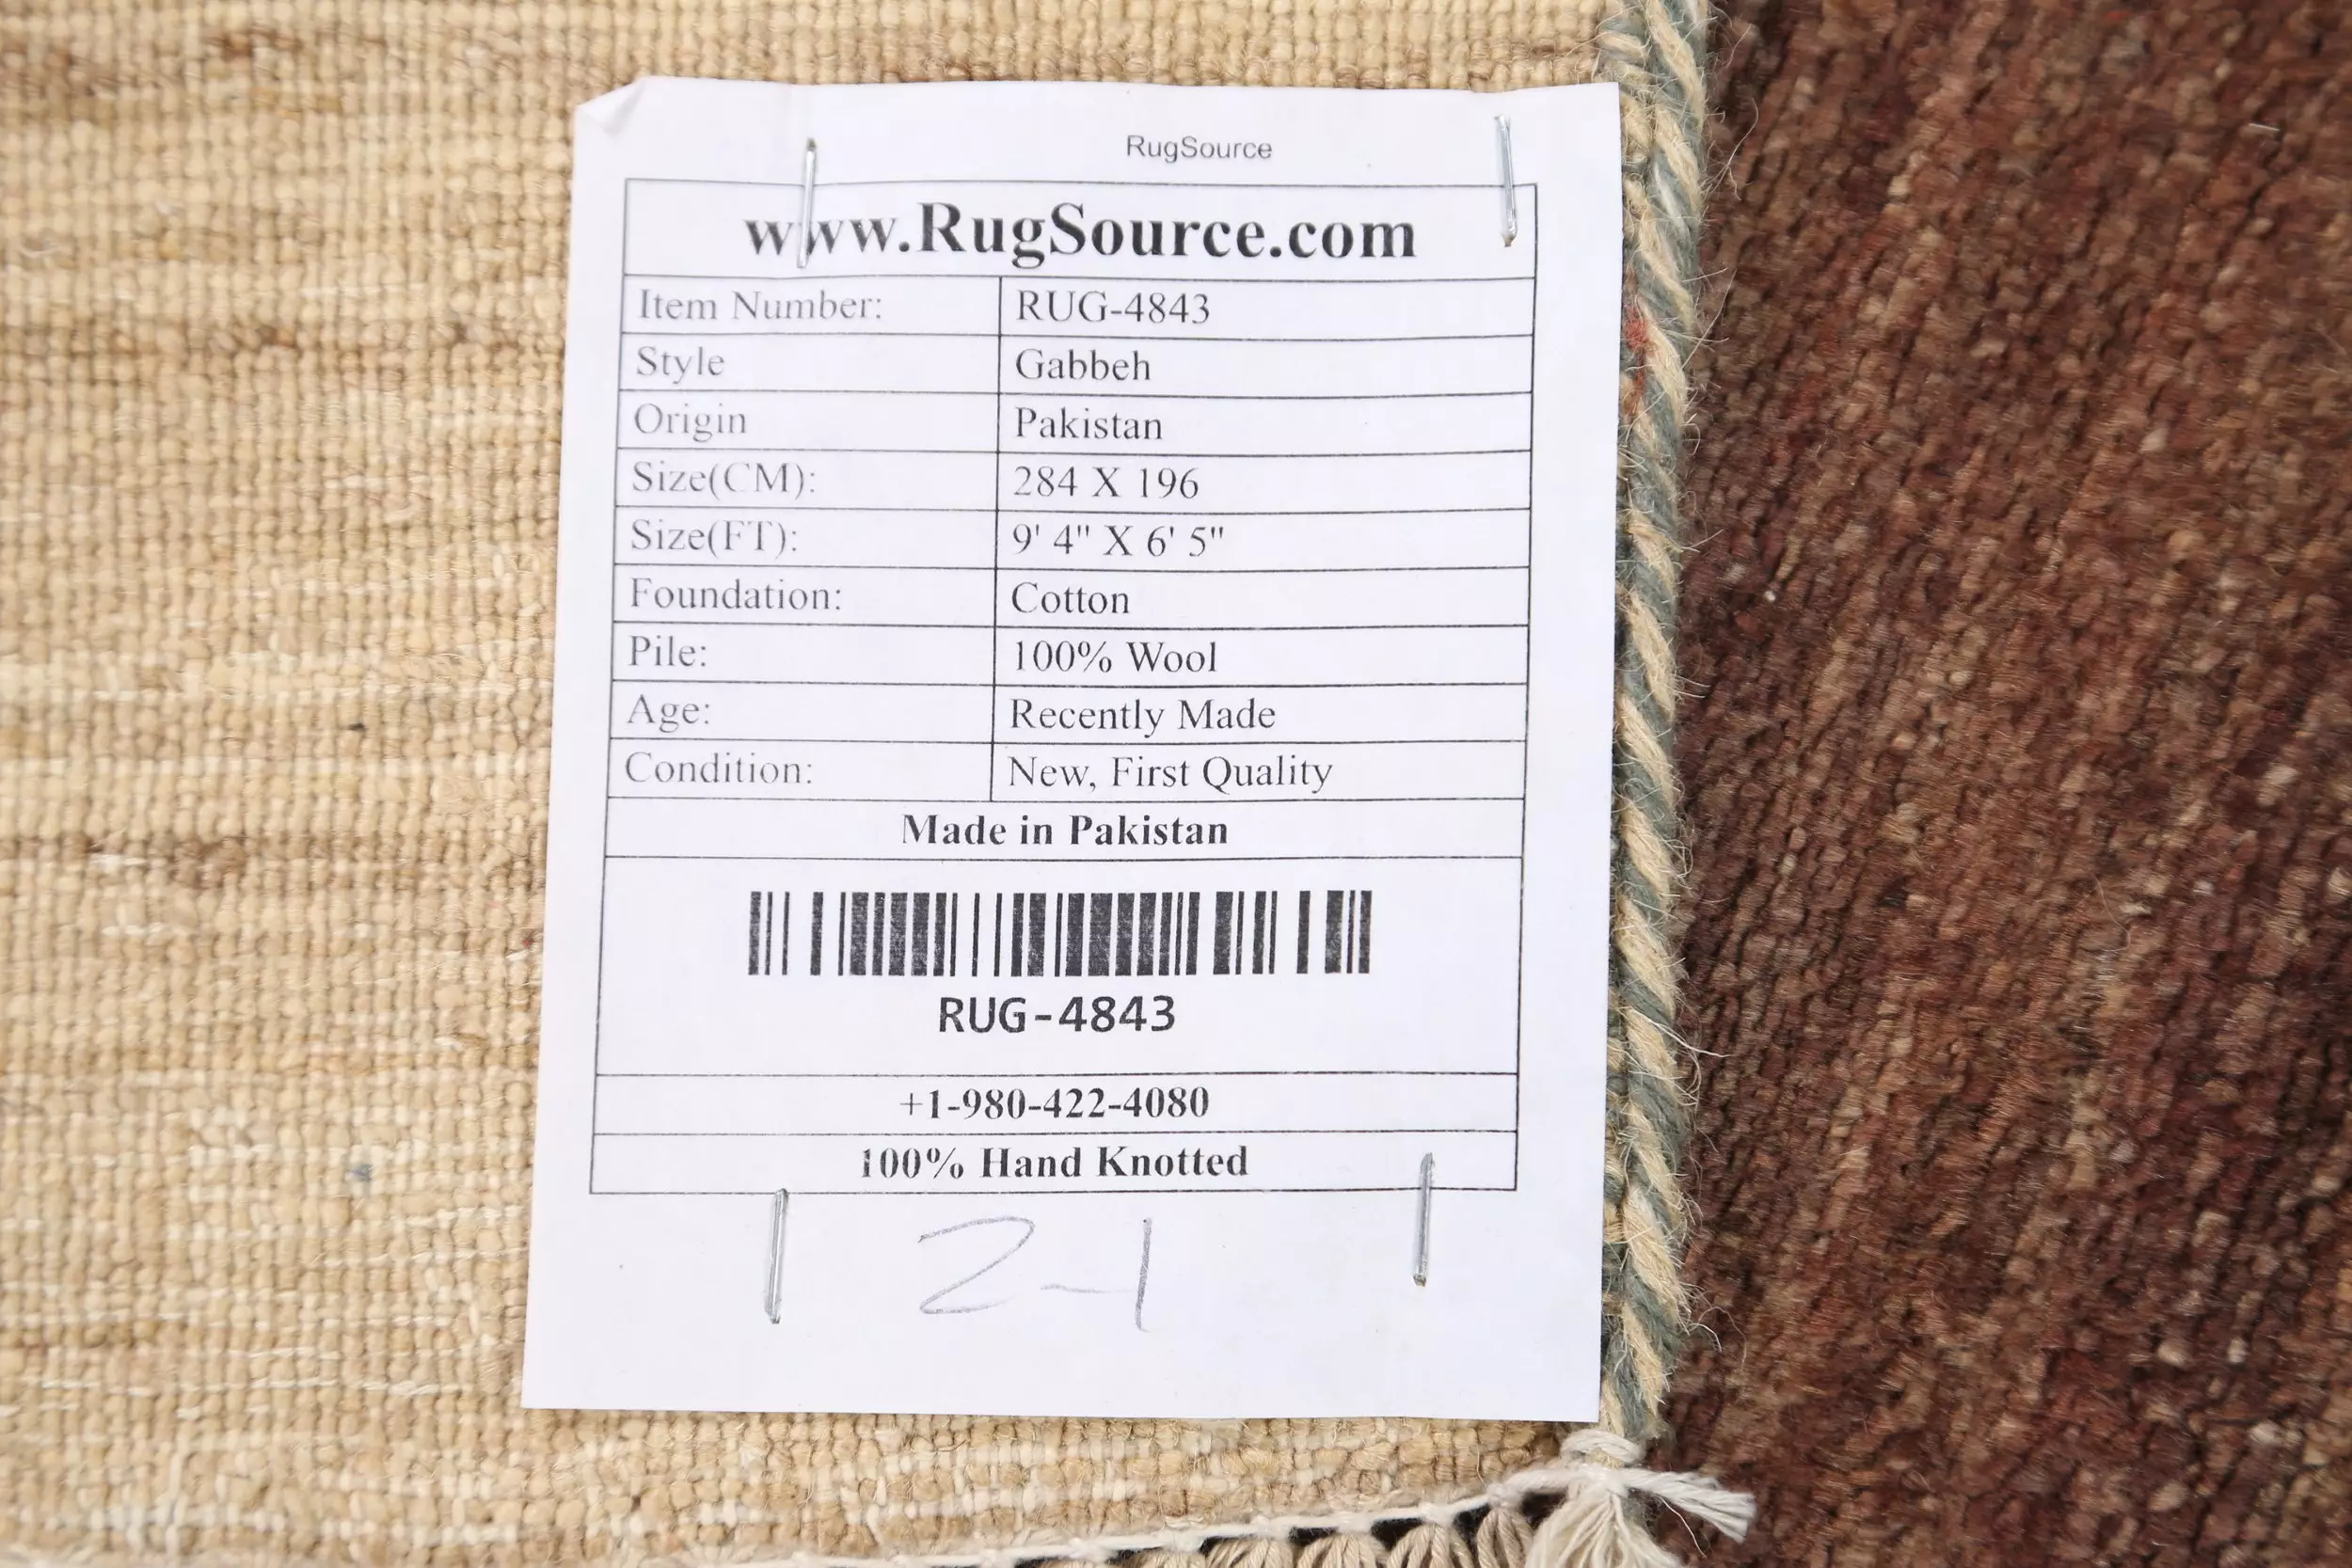 RugSource
www.RugSource.com
Item Number: RUG-4843
Style Gabbeh
Origin Pakistan
Size(CM): 284 X 196
Size(FT): 9' 4" X 6' 5"
Foundation: Cotton
Pile: 100% Wool
Age: Recently Made
Condition: New, First Quality
Made in Pakistan
RUG-4843
+1-980-422-4080
100% Hand Knotted
2-1